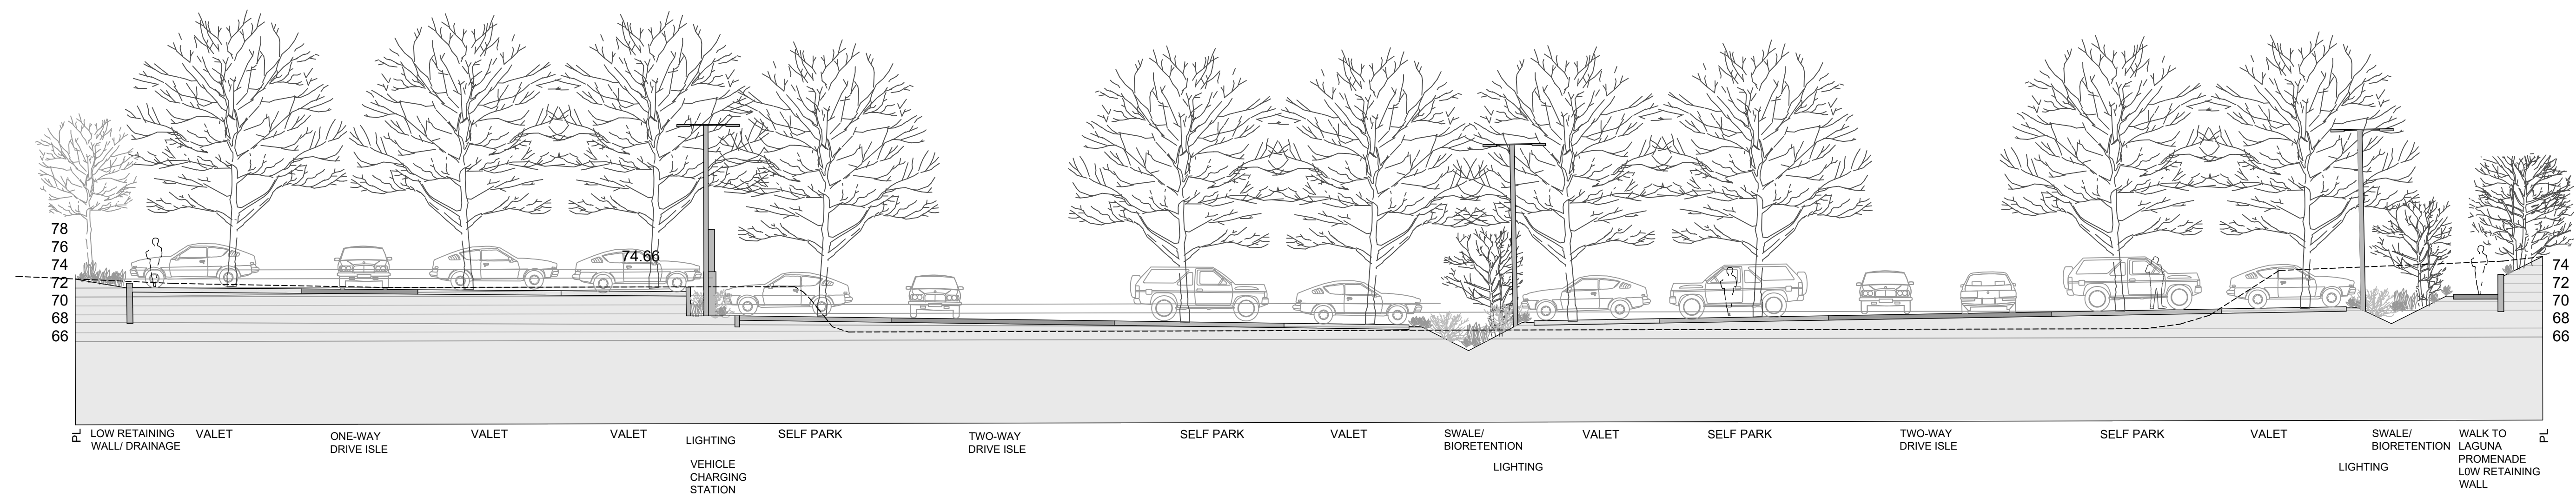 78
76
74
72
70
68
66
74.66
74
72
70
68
66
PL
LOW RETAINING
WALL/ DRAINAGE
VALET
ONE-WAY
DRIVE ISLE
VALET
VALET
LIGHTING
VEHICLE
CHARGING
STATION
SELF PARK
TWO-WAY
DRIVE ISLE
SELF PARK
VALET
SWALE/
BIORETENTION
LIGHTING
VALET
SELF PARK
TWO-WAY
DRIVE ISLE
SELF PARK
VALET
LIGHTING
SWALE/
BIORETENTION
WALK TO
LAGUNA
PROMENADE
L0W RETAINING
WALL
PL